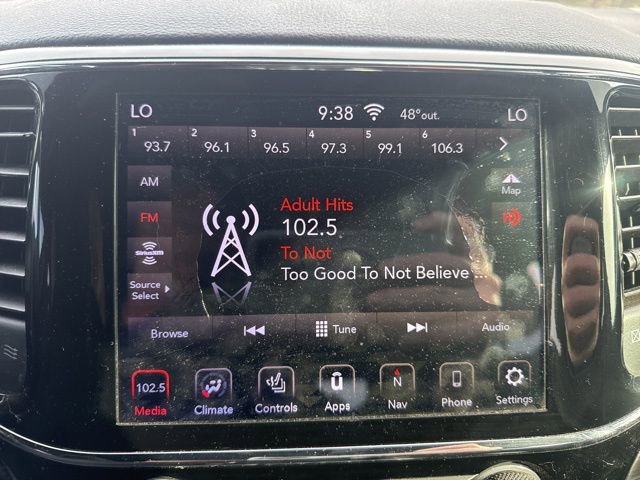 LO 9:38 48°out. LO
1 2 3 4 5 6
93.7 96.1 96.5 97.3 99.1 106.3 >
AM
Map
Adult Hits
FM 102.5
To Not
SiriusXM
Too Good To Not Believe ...
Source
Select
Browse Tune Audio
102.5 N
Media Climate Controls Apps Nav Phone Settings